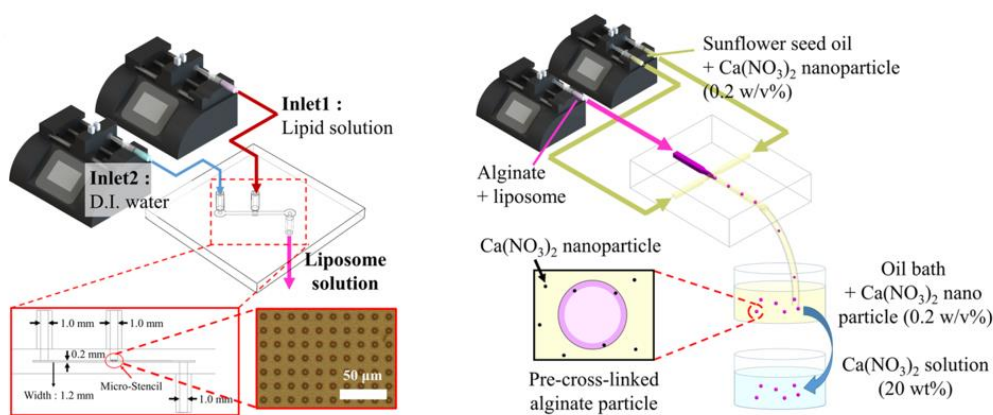 Inlet1 :
Lipid solution
Inlet2 :
D.I. water
Liposome
solution
1.0 mm
1.0 mm
0.2 mm
Micro-Stencil
Width : 1.2 mm
1.0 mm
50 μm
Sunflower seed oil
+ Ca(NO₃)₂ nanoparticle
(0.2 w/v%)
Alginate
+ liposome
Ca(NO₃)₂ nanoparticle
Pre-cross-linked
alginate particle
Oil bath
+ Ca(NO₃)₂ nano
particle (0.2 w/v%)
Ca(NO₃)₂ solution
(20 wt%)